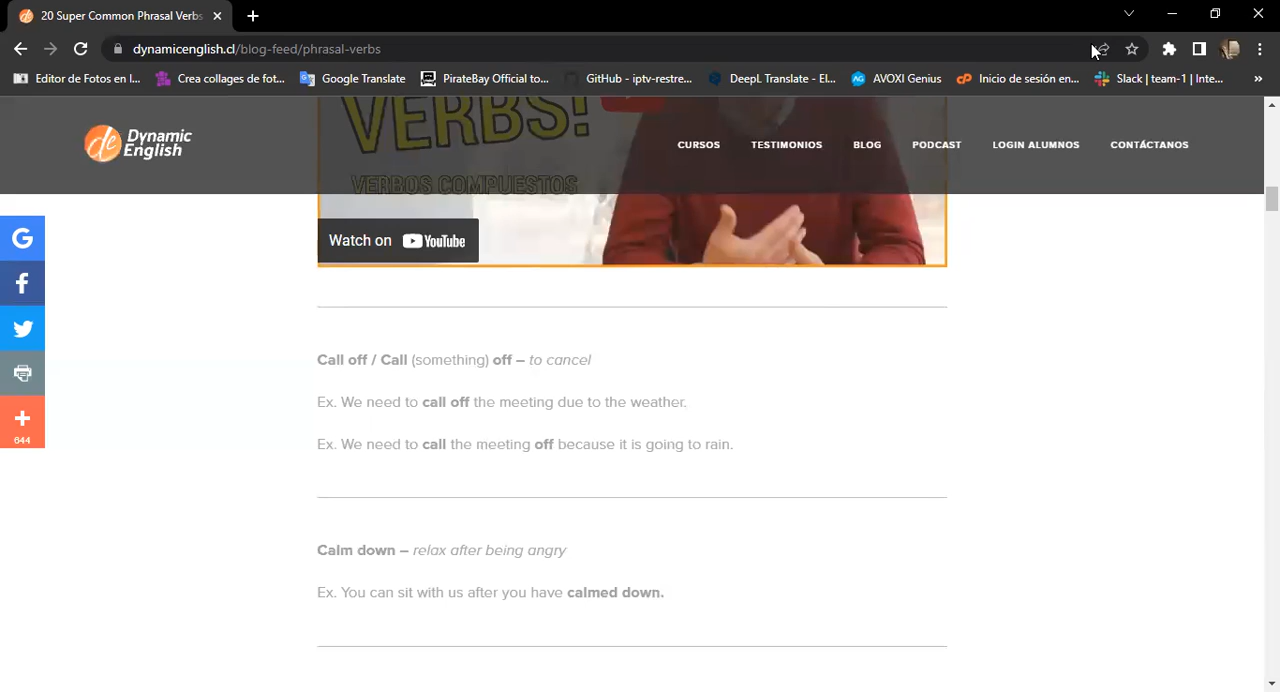 20 Super Common Phrasal Verbs
dynamicenglish.cl/blog-feed/phrasal-verbs
Editor de Fotos en l...
Crea collages de fot...
Google Translate
PirateBay Official to...
GitHub - iptv-restre...
DeepL Translate - El...
AVOXI Genius
Inicio de sesión en...
Slack | team-1 | Inte...
»
Dynamic
English
CURSOS
TESTIMONIOS
BLOG
PODCAST
LOGIN ALUMNOS
CONTÁCTANOS
VERBS!
VERBOS COMPUESTOS
Watch on YouTube
644
Call off / Call (something) off – to cancel
Ex. We need to call off the meeting due to the weather.
Ex. We need to call the meeting off because it is going to rain.
Calm down – relax after being angry
Ex. You can sit with us after you have calmed down.